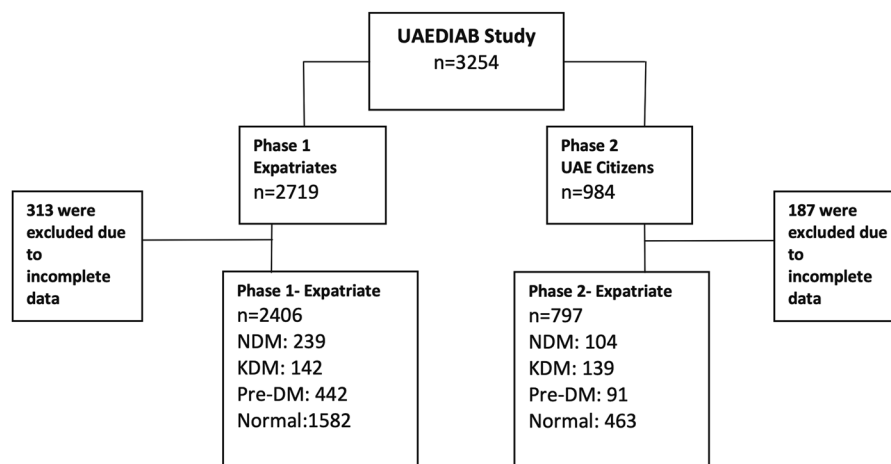 UAEDIAB Study
n=3254
Phase 1
Expatriates
n=2719
Phase 2
UAE Citizens
n=984
313 were
excluded due
to
incomplete
data
187 were
excluded due
to
incomplete
data
Phase 1- Expatriate
n=2406
NDM: 239
KDM: 142
Pre-DM: 442
Normal:1582
Phase 2- Expatriate
n=797
NDM: 104
KDM: 139
Pre-DM: 91
Normal: 463